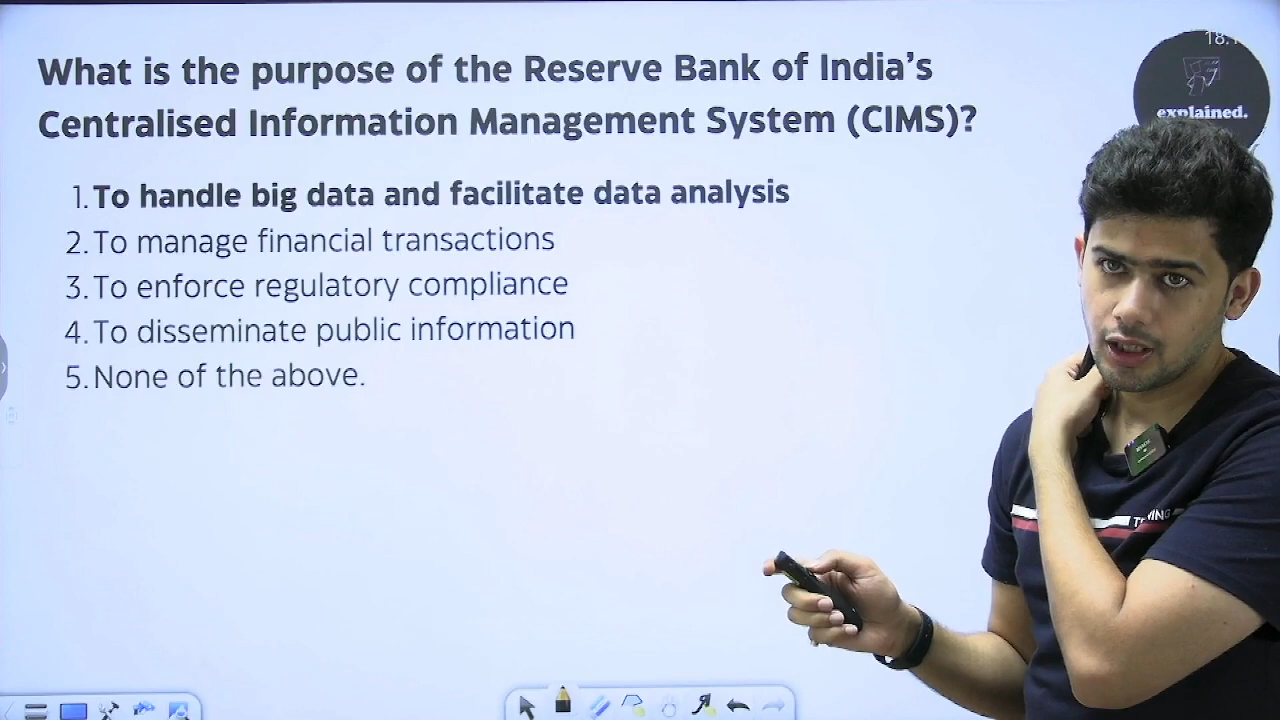 What is the purpose of the Reserve Bank of India’s
Centralised Information Management System (CIMS)?
18.
explained.
1. To handle big data and facilitate data analysis
2. To manage financial transactions
3. To enforce regulatory compliance
4. To disseminate public information
5. None of the above.